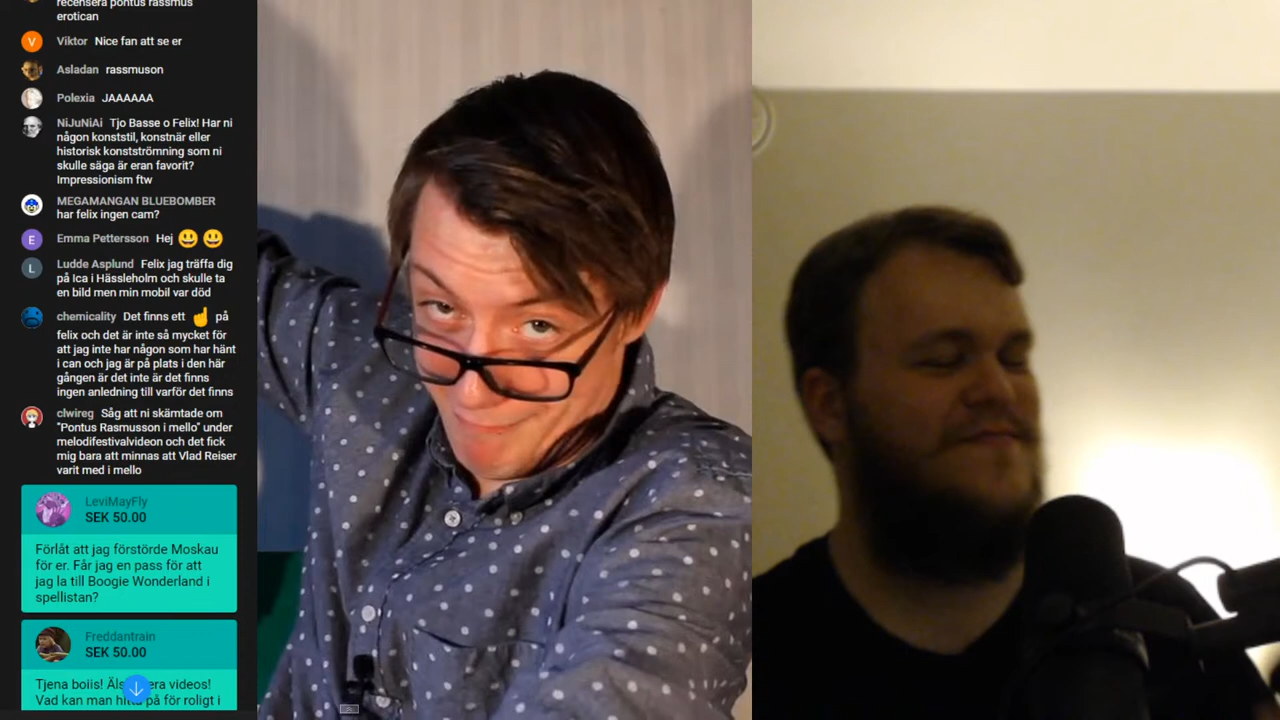 recensera pontus rassmus
erotican
V Viktor Nice fan att se er
Asladan rassmuson
Polexia JAAAAAA
NiJuNiAi Tjo Basse o Felix! Har ni
någon konststil, konstnär eller
historisk konstströmning som ni
skulle säga är eran favorit?
Impressionism ftw
MEGAMANGAN BLUEBOMBER
har felix ingen cam?
E Emma Pettersson Hej 😃 😃
L Ludde Asplund Felix jag träffa dig
på Ica i Hässleholm och skulle ta
en bild men min mobil var död
chemicality Det finns ett ☝ på
felix och det är inte så mycket för
att jag inte har någon som har hänt
i can och jag är på plats i den här
gången är det inte är det finns
ingen anledning till varför det finns
clwireg Såg att ni skämtade om
"Pontus Rasmusson i mello" under
melodifestivalvideon och det fick
mig bara att minnas att Vlad Reiser
varit med i mello
LeviMayFly
SEK 50.00
Förlåt att jag förstörde Moskau
för er. Får jag en pass för att
jag la till Boogie Wonderland i
spellistan?
Freddantrain
SEK 50.00
Tjena boiis! videos!
Vad kan man på för roligt i